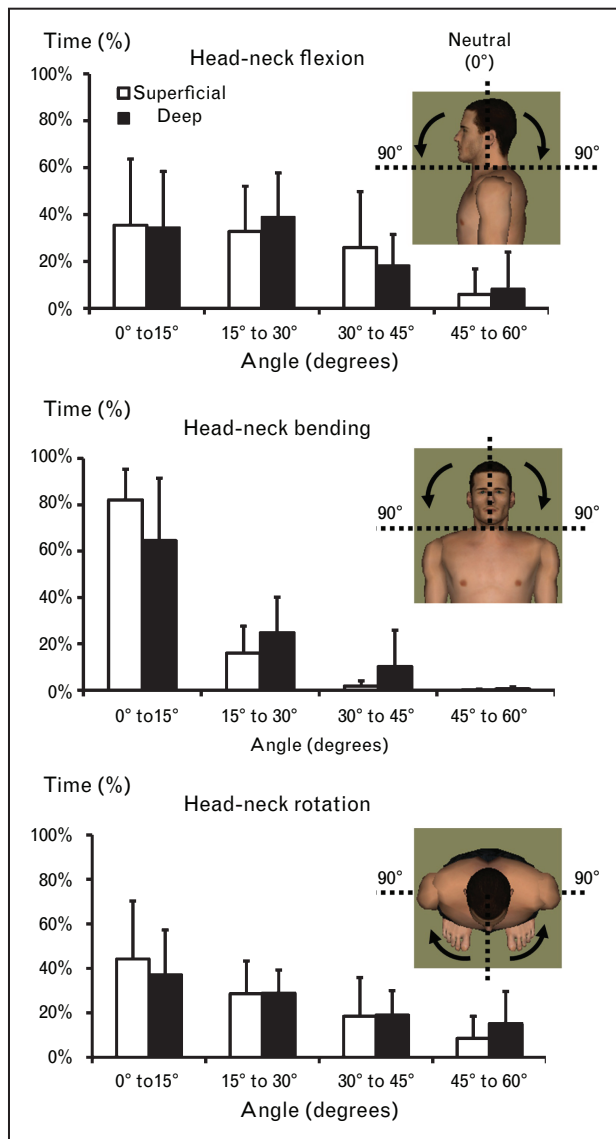 Time (%)
Head-neck flexion
Neutral
(0°)
100%
80%
60%
40%
20%
0%
Superficial
Deep
90°
90°
0° to15°
15° to 30°
30° to 45°
45° to 60°
Angle (degrees)
Time (%)
Head-neck bending
100%
80%
60%
40%
20%
0%
90°
90°
0° to15°
15° to 30°
30° to 45°
45° to 60°
Angle (degrees)
Time (%)
Head-neck rotation
100%
80%
60%
40%
20%
0%
90°
90°
0° to15°
15° to 30°
30° to 45°
45° to 60°
Angle (degrees)